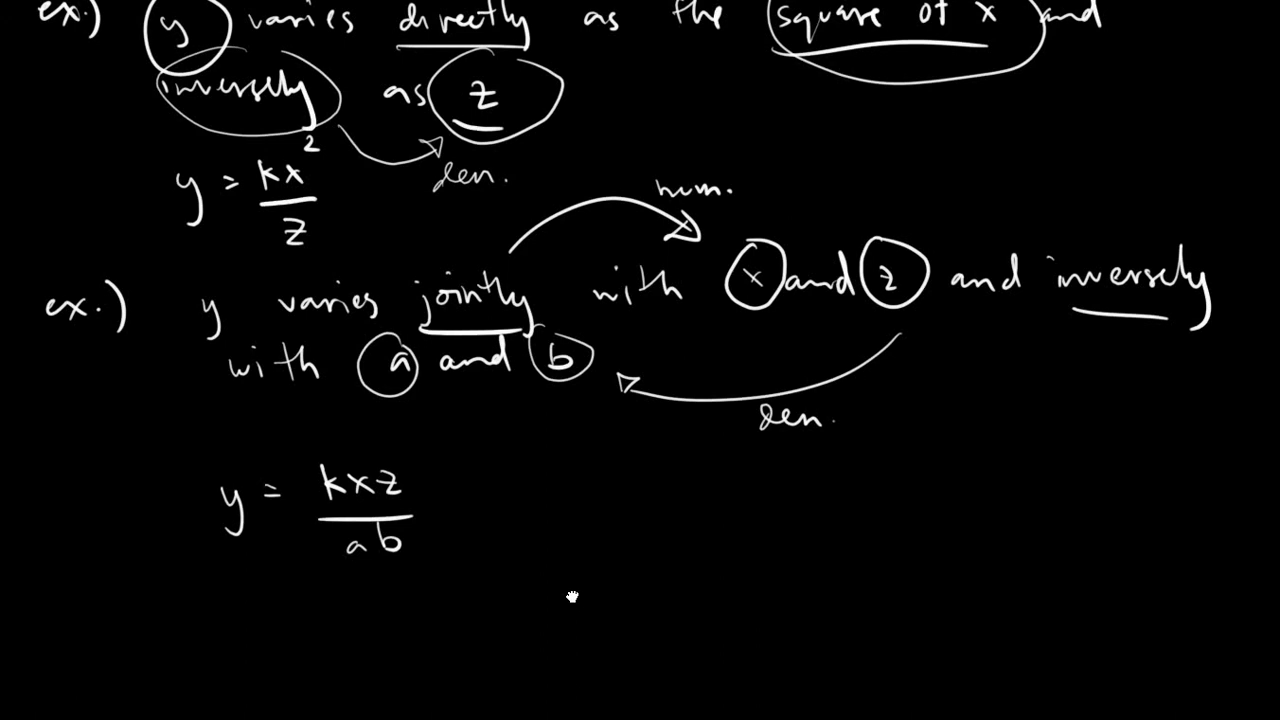 ex.) y varies directly as the square of x and
inversely as z
y = kx²/z
den.
num.
ex.) y varies jointly with x and z and inversely
with a and b
den.
y = kxz/ab